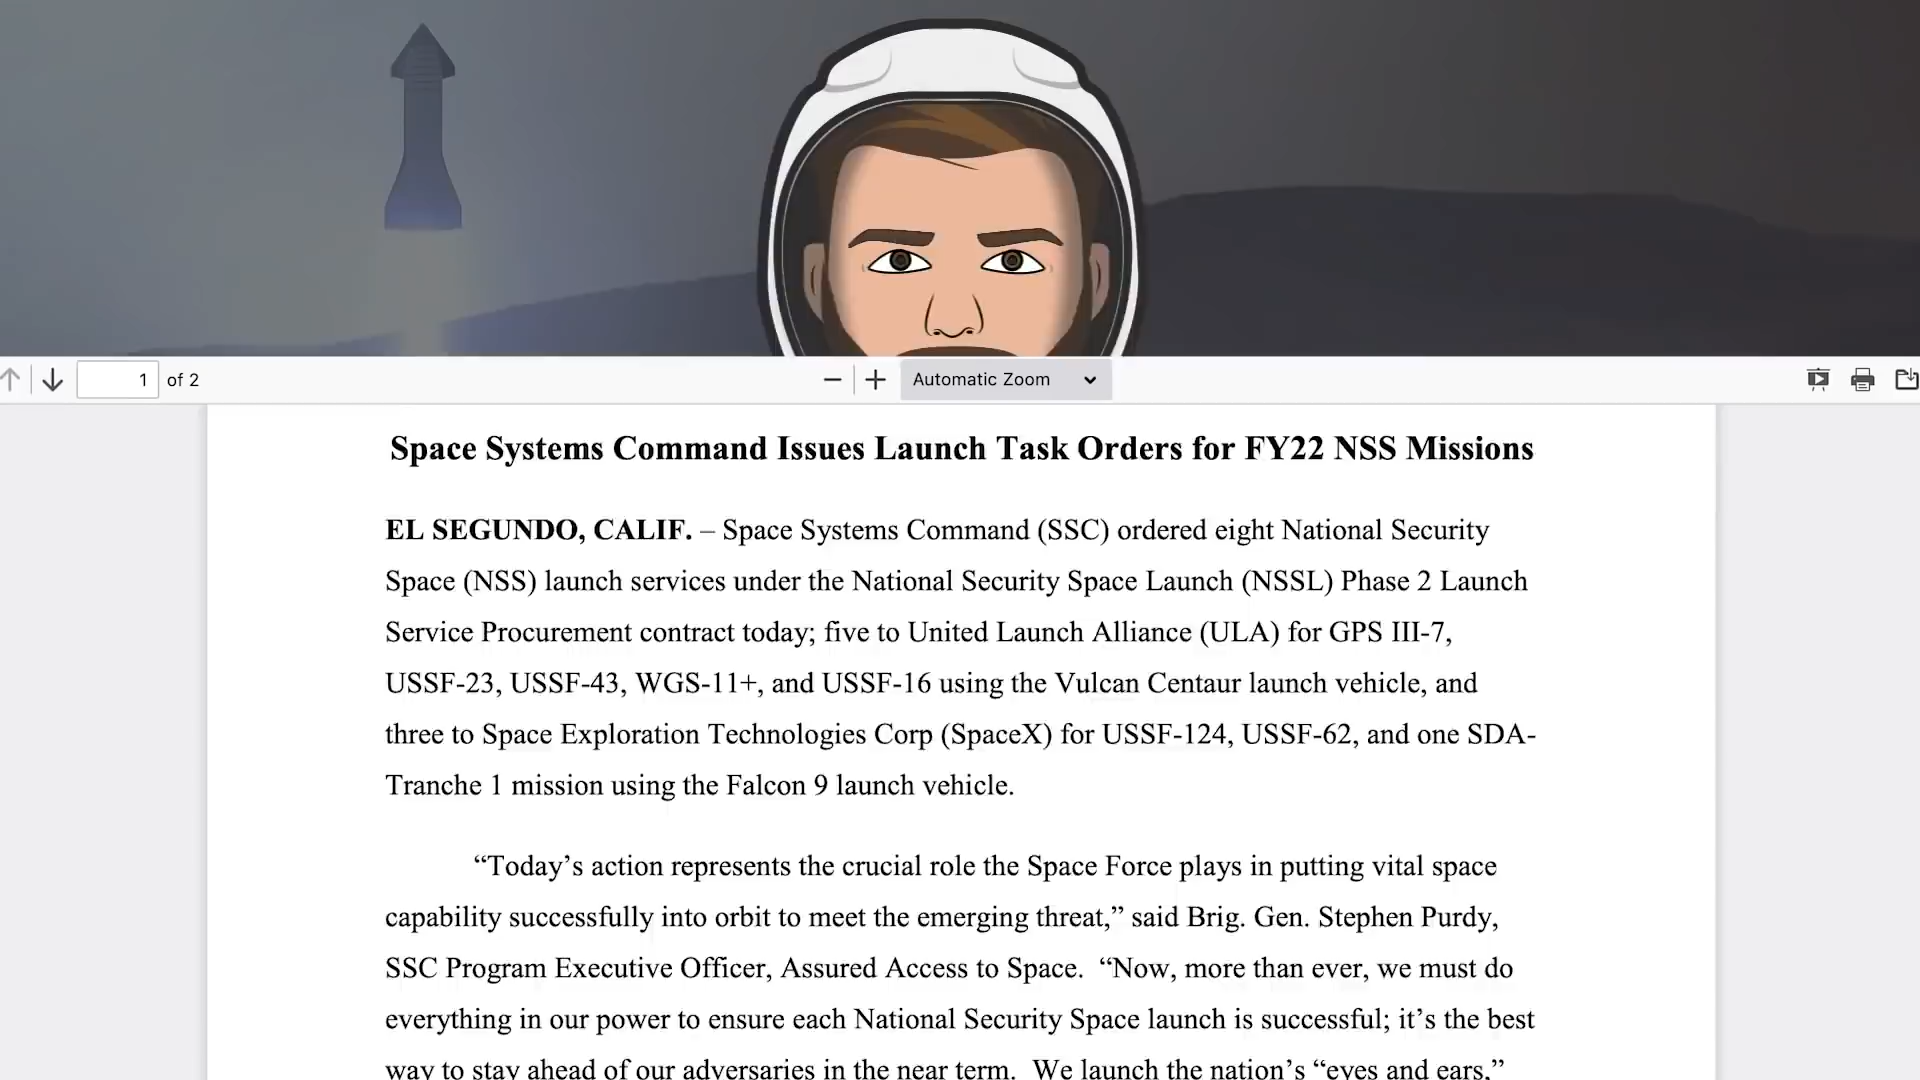 1 of 2
Automatic Zoom
Space Systems Command Issues Launch Task Orders for FY22 NSS Missions
EL SEGUNDO, CALIF. – Space Systems Command (SSC) ordered eight National Security
Space (NSS) launch services under the National Security Space Launch (NSSL) Phase 2 Launch
Service Procurement contract today; five to United Launch Alliance (ULA) for GPS III-7,
USSF-23, USSF-43, WGS-11+, and USSF-16 using the Vulcan Centaur launch vehicle, and
three to Space Exploration Technologies Corp (SpaceX) for USSF-124, USSF-62, and one SDA-
Tranche 1 mission using the Falcon 9 launch vehicle.
“Today’s action represents the crucial role the Space Force plays in putting vital space
capability successfully into orbit to meet the emerging threat,” said Brig. Gen. Stephen Purdy,
SSC Program Executive Officer, Assured Access to Space.  “Now, more than ever, we must do
everything in our power to ensure each National Security Space launch is successful; it’s the best
way to stay ahead of our adversaries in the near term.  We launch the nation’s “eyes and ears,”